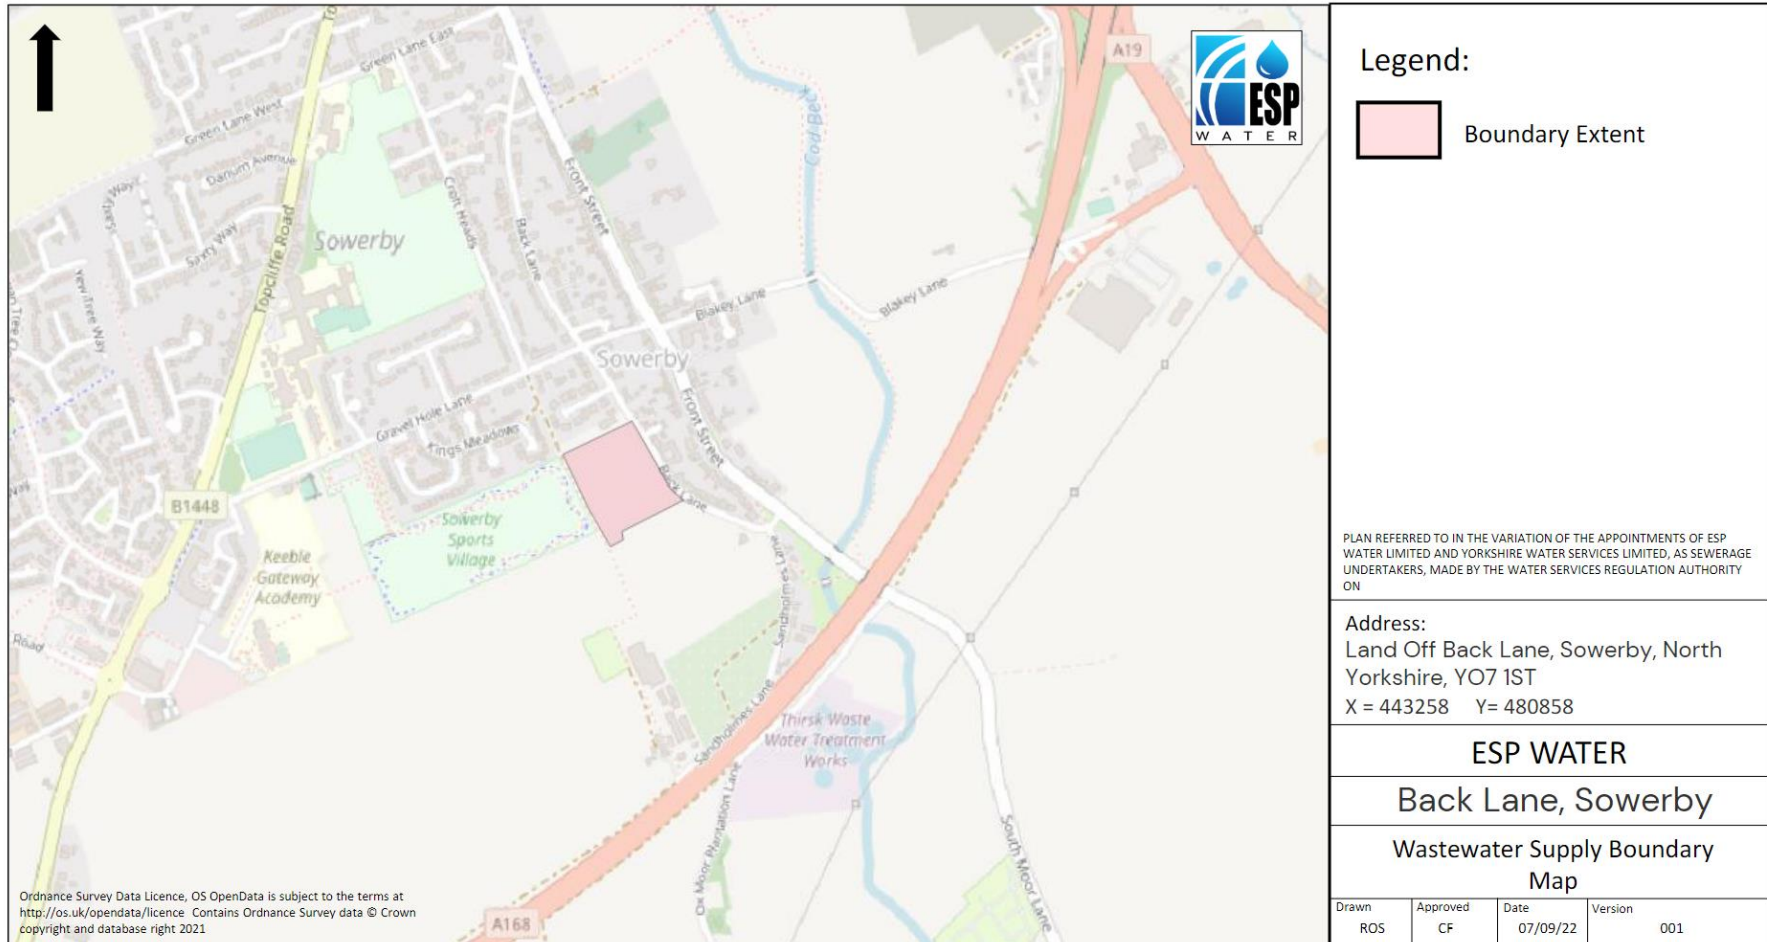 Green Lane East
Green Lane West
A19
ESP
WATER
Cod Beck
Danum Avenue
Saxty Way
Saxty Way
Topcliffe Road
Sowerby
Croft Heads
Back Lane
Front Street
Yew Tree Way
Blakey Lane
Blakey Lane
Sowerby
Gravel Hole Lane
Kings Meadows
Front Street
Back Lane
B1448
Sowerby
Sports
Village
Keeble
Gateway
Academy
Road
Sandholmes Lane
Sandholmes Lane
Thirsk Waste
Water Treatment
Works
Ox Moor Plantation Lane
South Moor Lane
A168
Ordnance Survey Data Licence, OS OpenData is subject to the terms at
http://os.uk/opendata/licence Contains Ordnance Survey data © Crown
copyright and database right 2021
Legend:
Boundary Extent
PLAN REFERRED TO IN THE VARIATION OF THE APPOINTMENTS OF ESP
WATER LIMITED AND YORKSHIRE WATER SERVICES LIMITED, AS SEWERAGE
UNDERTAKERS, MADE BY THE WATER SERVICES REGULATION AUTHORITY
ON
Address:
Land Off Back Lane, Sowerby, North
Yorkshire, YO7 1ST
X = 443258 Y= 480858
ESP WATER
Back Lane, Sowerby
Wastewater Supply Boundary
Map
Drawn Approved Date Version
ROS CF 07/09/22 001